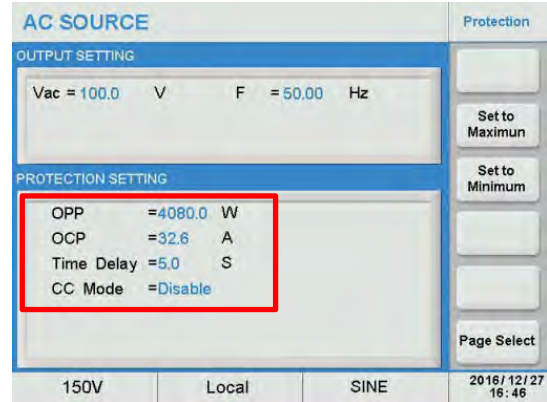 AC SOURCE
Protection
OUTPUT SETTING
Vac = 100.0 V F = 50.00 Hz
Set to
Maximun
Set to
Minimum
PROTECTION SETTING
OPP =4080.0 W
OCP =32.6 A
Time Delay =5.0 S
CC Mode =Disable
Page Select
150V Local SINE
2016/12/27
16:46